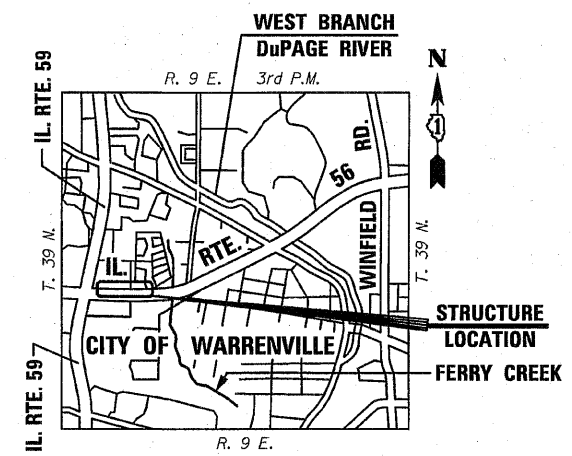 WEST BRANCH
DuPAGE RIVER
R. 9 E. 3rd P.M.
N
1
IL. RTE. 59
RD.
56
WINFIELD
RTE.
IL.
T. 39 N.
T. 39 N.
STRUCTURE
LOCATION
CITY OF WARRENVILLE
FERRY CREEK
IL. RTE. 59
R. 9 E.